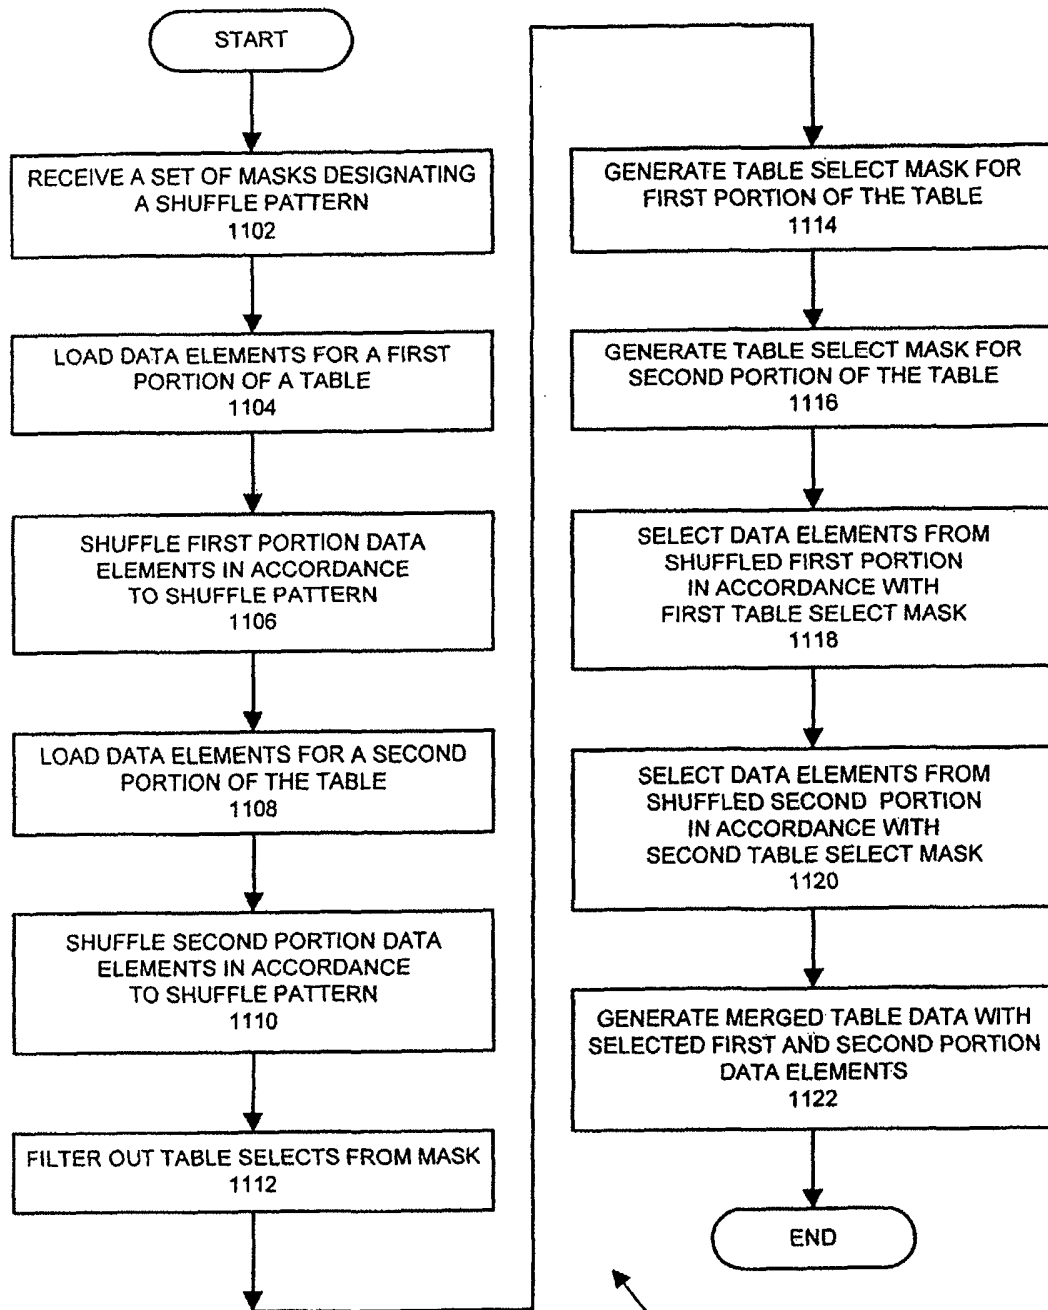 START
RECEIVE A SET OF MASKS DESIGNATING
A SHUFFLE PATTERN
1102
LOAD DATA ELEMENTS FOR A FIRST
PORTION OF A TABLE
1104
SHUFFLE FIRST PORTION DATA
ELEMENTS IN ACCORDANCE
TO SHUFFLE PATTERN
1106
LOAD DATA ELEMENTS FOR A SECOND
PORTION OF THE TABLE
1108
SHUFFLE SECOND PORTION DATA
ELEMENTS IN ACCORDANCE
TO SHUFFLE PATTERN
1110
FILTER OUT TABLE SELECTS FROM MASK
1112
GENERATE TABLE SELECT MASK FOR
FIRST PORTION OF THE TABLE
1114
GENERATE TABLE SELECT MASK FOR
SECOND PORTION OF THE TABLE
1116
SELECT DATA ELEMENTS FROM
SHUFFLED FIRST PORTION
IN ACCORDANCE WITH
FIRST TABLE SELECT MASK
1118
SELECT DATA ELEMENTS FROM
SHUFFLED SECOND PORTION
IN ACCORDANCE WITH
SECOND TABLE SELECT MASK
1120
GENERATE MERGED TABLE DATA WITH
SELECTED FIRST AND SECOND PORTION
DATA ELEMENTS
1122
END